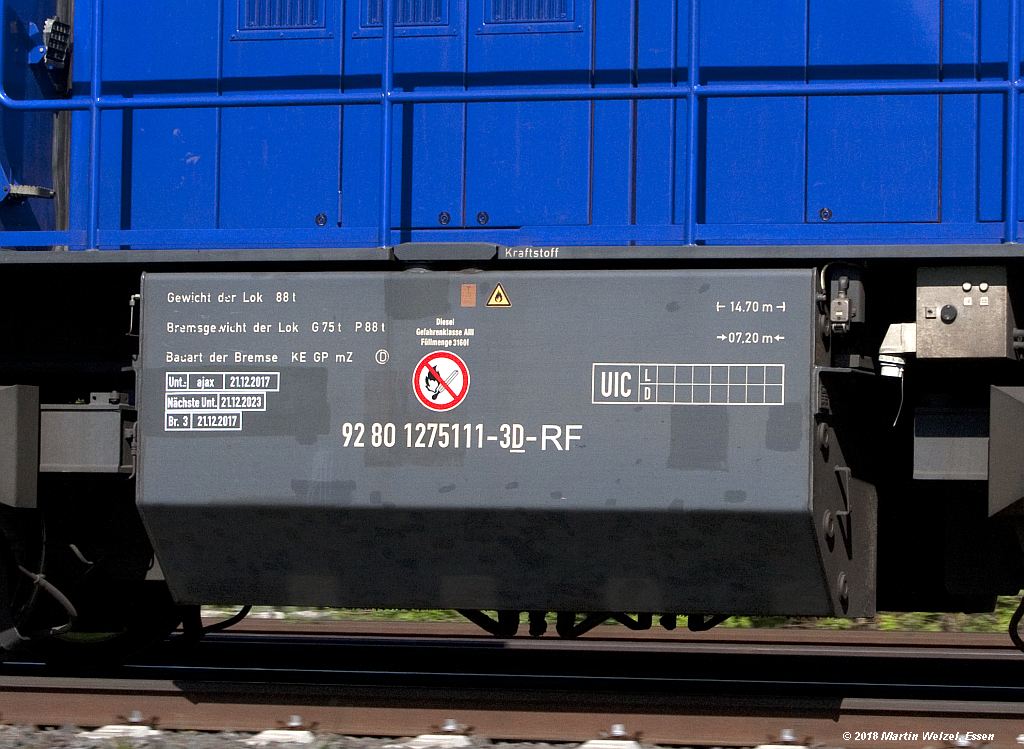 Kraftstoff
Gewicht der Lok 88 t
Bremsgewicht der Lok G 75 t P 88 t
Bauart der Bremse KE GP mZ D
Unt.: ajax 21.12.2017
Nächste Unt. 21.12.2023
Br. 3 21.12.2017
Diesel
Gefahrenklasse AIII
Füllmenge 3160l
14,70 m
07,20 m
UIC L
D
92 80 1275111-3D-RF
© 2018 Martin Welzel, Essen